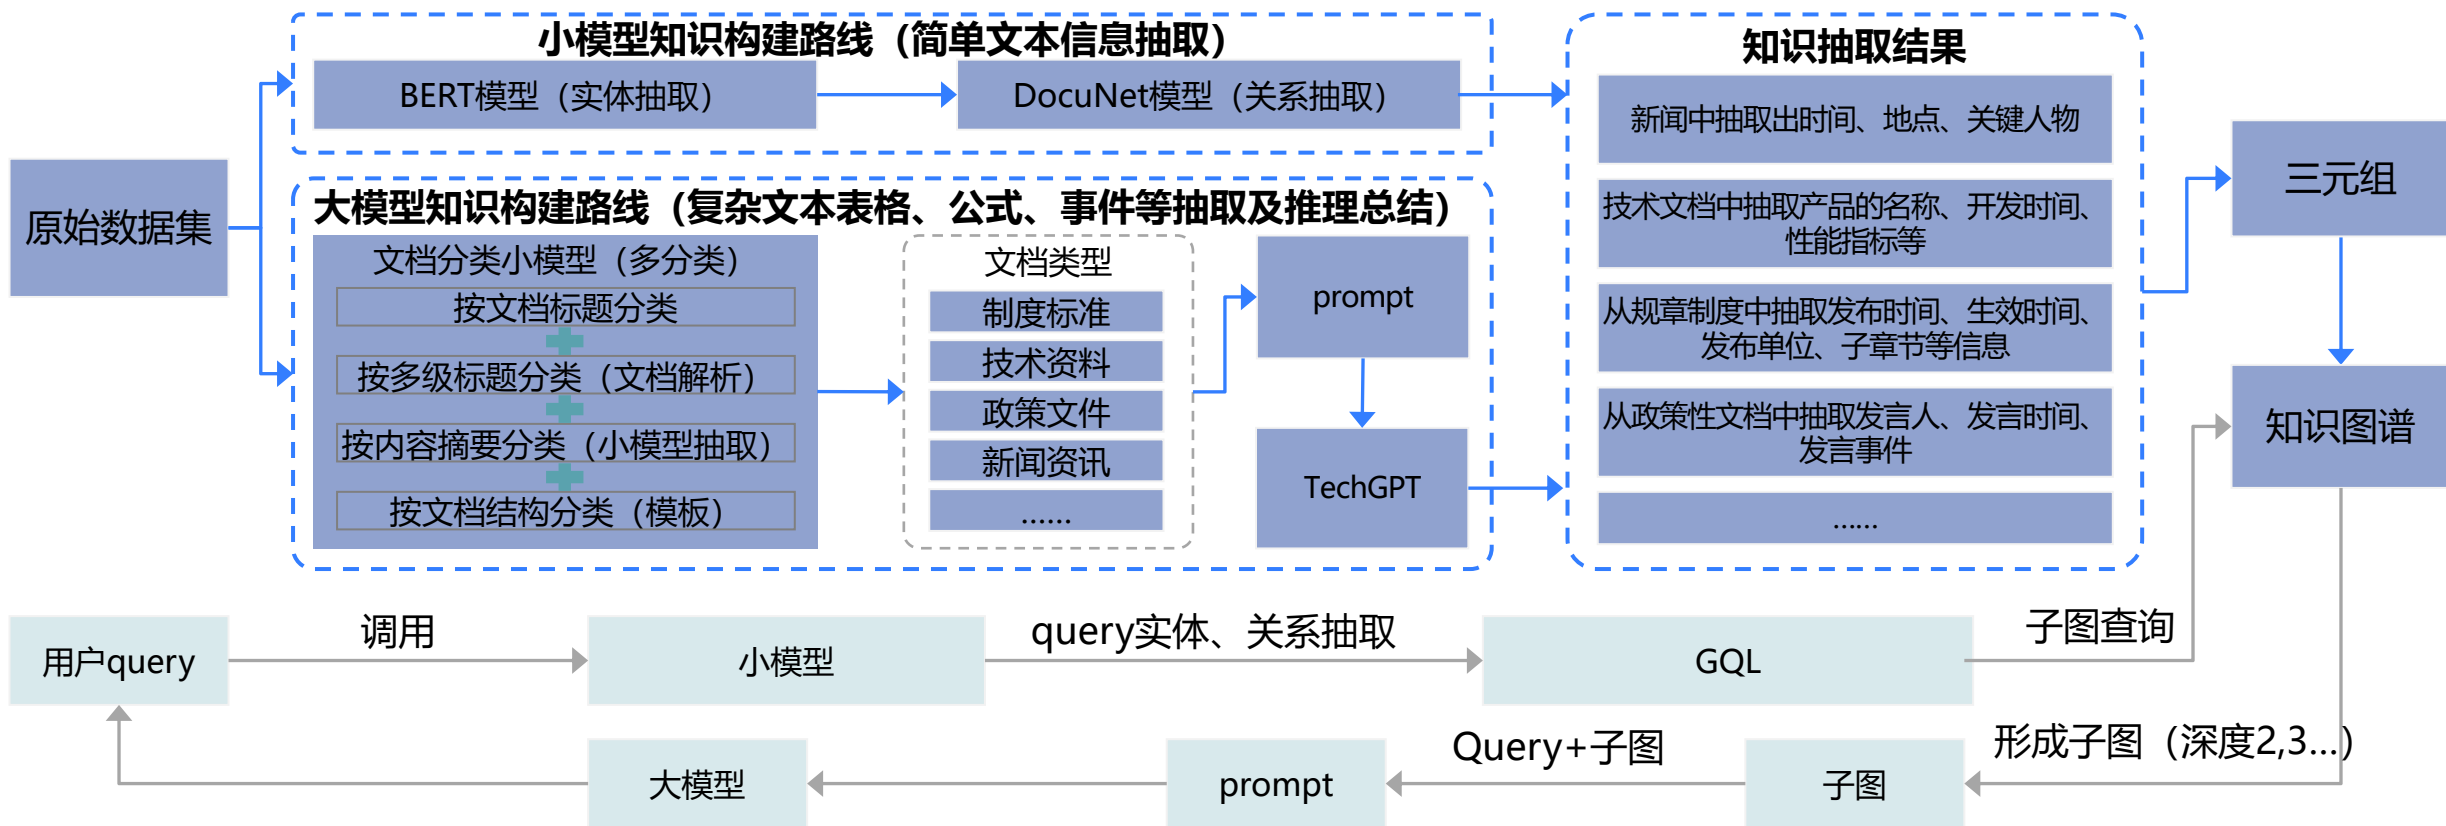 小模型知识构建路线（简单文本信息抽取）
BERT模型（实体抽取）
DocuNet模型（关系抽取）
原始数据集
大模型知识构建路线（复杂文本表格、公式、事件等抽取及推理总结）
文档分类小模型（多分类）
按文档标题分类
按多级标题分类（文档解析）
按内容摘要分类（小模型抽取）
按文档结构分类（模板）
文档类型
制度标准
技术资料
政策文件
新闻资讯
……
prompt
TechGPT
知识抽取结果
新闻中抽取出时间、地点、关键人物
技术文档中抽取产品的名称、开发时间、
性能指标等
从规章制度中抽取发布时间、生效时间、
发布单位、子章节等信息
从政策性文档中抽取发言人、发言时间、
发言事件
……
三元组
知识图谱
用户query
调用
小模型
query实体、关系抽取
GQL
子图查询
形成子图（深度2,3…）
子图
Query+子图
prompt
大模型